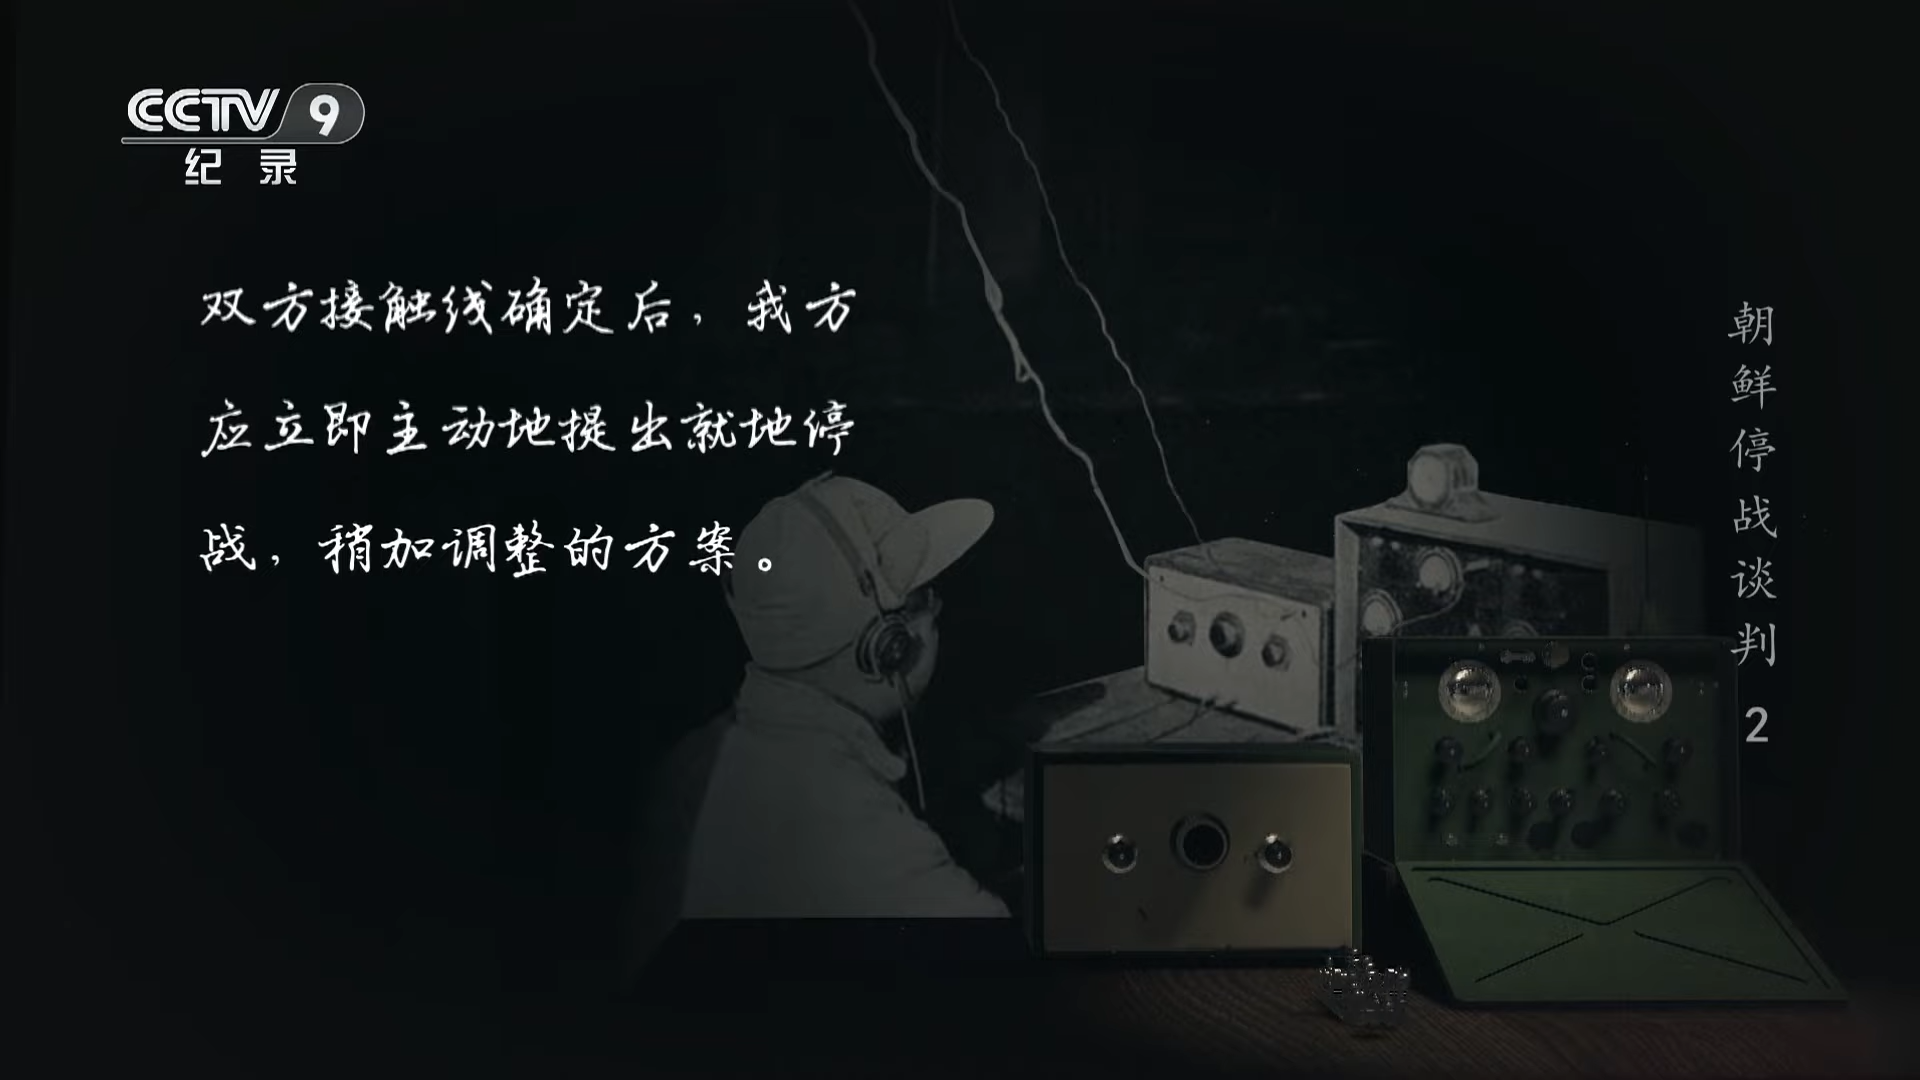 CCTV 9
纪录
双方接触线确定后，我方
应立即主动地提出就地停
战，稍加调整的方案。
朝鲜停战谈判 2